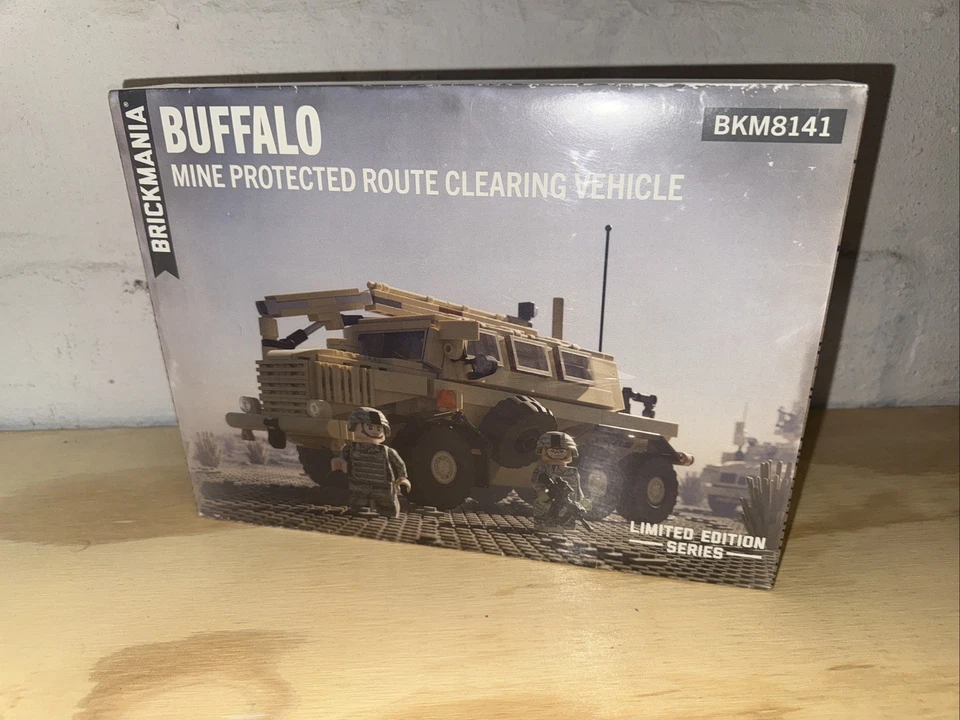 BRICKMANIA®
BUFFALO
MINE PROTECTED ROUTE CLEARING VEHICLE
BKM8141
LIMITED EDITION
SERIES